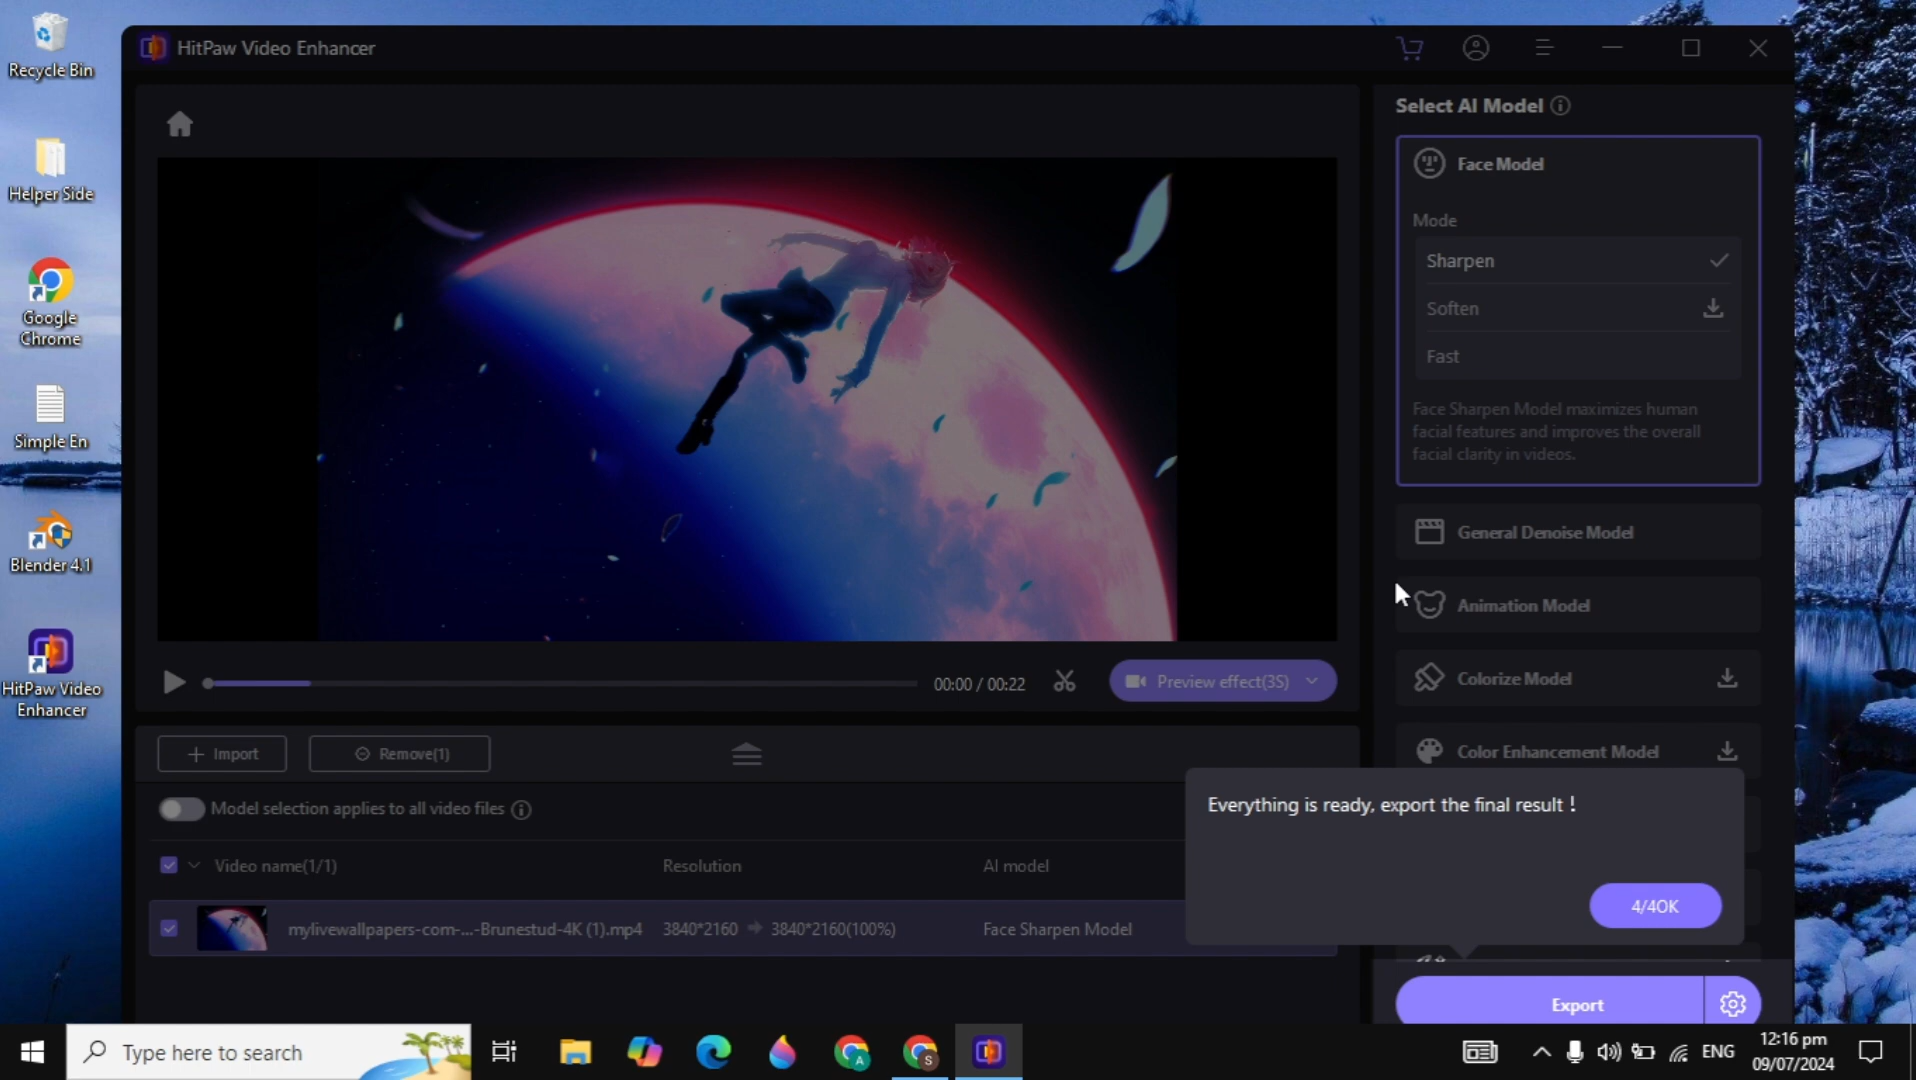 Recycle Bin
Helper Side
Google
Chrome
Simple En
Blender 4.1
HitPaw Video
Enhancer
HitPaw Video Enhancer
Select AI Model
Face Model
Mode
Sharpen
Soften
Fast
Face Sharpen Model maximizes human
facial features and improves the overall
facial clarity in videos.
General Denoise Model
Animation Model
Colorize Model
Color Enhancement Model
00:00 / 00:22
Preview effect(3S)
Import
Remove(1)
Model selection applies to all video files
Video name(1/1)
Resolution
AI model
mylivewallpapers-com-...-Brunestud-4K (1).mp4
3840*2160
3840*2160(100%)
Face Sharpen Model
Everything is ready, export the final result !
4/4OK
Export
Type here to search
ENG
12:16 pm
09/07/2024